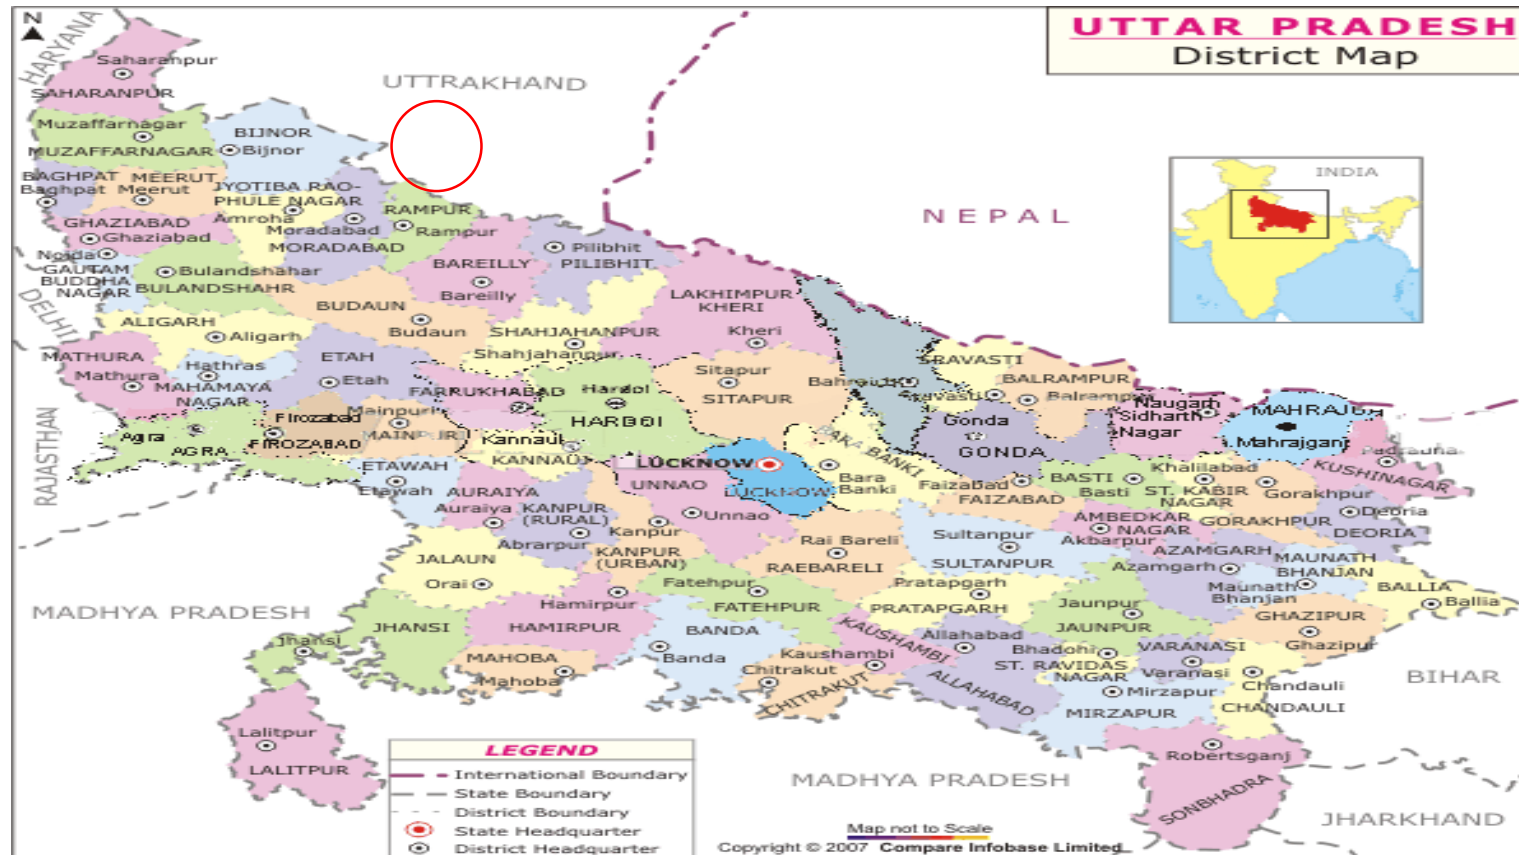 N
UTTAR PRADESH
District Map
HARYANA
UTTRAKHAND
Saharanpur
SAHARANPUR
Muzaffarnagar
MUZAFFARNAGAR
BIJNOR
Bijnor
BAGHPAT
Baghpat
MEERUT
Meerut
JYOTIBA RAO-
PHULE NAGAR
Amroha
Moradabad
MORADABAD
RAMPUR
Rampur
INDIA
NEPAL
GHAZIABAD
Ghaziabad
Noida
GAUTAM
BUDDHA
NAGAR
Bulandshahar
BULANDSHAHR
BAREILLY
Bareilly
Pilibhit
PILIBHIT
DELHI
BUDAUN
Budaun
LAKHIMPUR
KHERI
Kheri
ALIGARH
Aligarh
SHAHJAHANPUR
Shahjahanpur
MATHURA
Mathura
Hathras
MAHAMAYA
NAGAR
ETAH
Etah
FARRUKHABAD
Hardoi
HARDOI
Sitapur
SITAPUR
Bahraich
SRAVASTI
Sravasti
BALRAMPUR
Balrampur
Naugarh
Sidharth
Nagar
MAHRAJGH
Mahrajganj
RAJASTHAN
Agra
AGRA
Firozabad
FIROZABAD
Mainpuri
MAINPURI
Kannauj
KANNAUJ
LUCKNOW
LUCKNOW
BARA BANKI
Bara
Banki
Gonda
GONDA
Padrauna
KUSHINAGAR
ETAWAH
Etawah
AURAIYA
Auraiya
KANPUR
(RURAL)
Abrarpur
UNNAO
Unnao
Kanpur
KANPUR
(URBAN)
Faizabad
FAIZABAD
BASTI
Basti
Khalilabad
ST. KABIR
NAGAR
Gorakhpur
GORAKHPUR
Deoria
DEORIA
Rai Bareli
RAEBARELI
Sultanpur
SULTANPUR
AMBEDKAR
NAGAR
Akbarpur
AZAMGARH
Azamgarh
MAUNATH
BHANJAN
Maunath
Bhanjan
BALLIA
Ballia
JALAUN
Orai
MADHYA PRADESH
Hamirpur
HAMIRPUR
Fatehpur
FATEHPUR
Pratapgarh
PRATAPGARH
Jaunpur
JAUNPUR
GHAZIPUR
Ghazipur
Jhansi
JHANSI
MAHOBA
Mahoba
BANDA
Banda
KAUSHAMBI
Kaushambi
Chitrakut
CHITRAKUT
Allahabad
ALLAHABAD
Bhadohi
ST. RAVIDAS
NAGAR
VARANASI
Varanasi
Chandauli
CHANDAULI
BIHAR
Mirzapur
MIRZAPUR
Lalitpur
LALITPUR
Robertsganj
SONBHADRA
MADHYA PRADESH
JHARKHAND
LEGEND
International Boundary
State Boundary
District Boundary
State Headquarter
District Headquarter
Map not to Scale
Copyright © 2007 Compare Infobase Limited